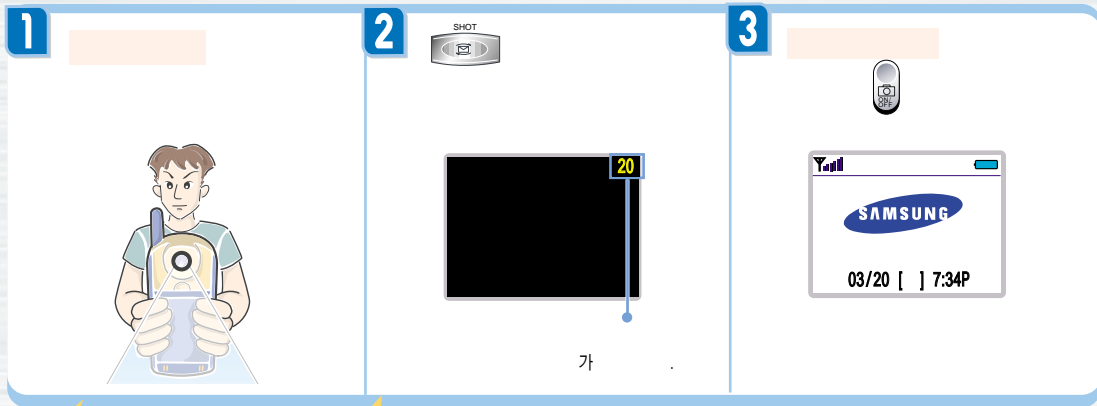 1
2
SHOT
20
가 .
3
ON/
OFF
SAMSUNG
03/20 [ ] 7:34P